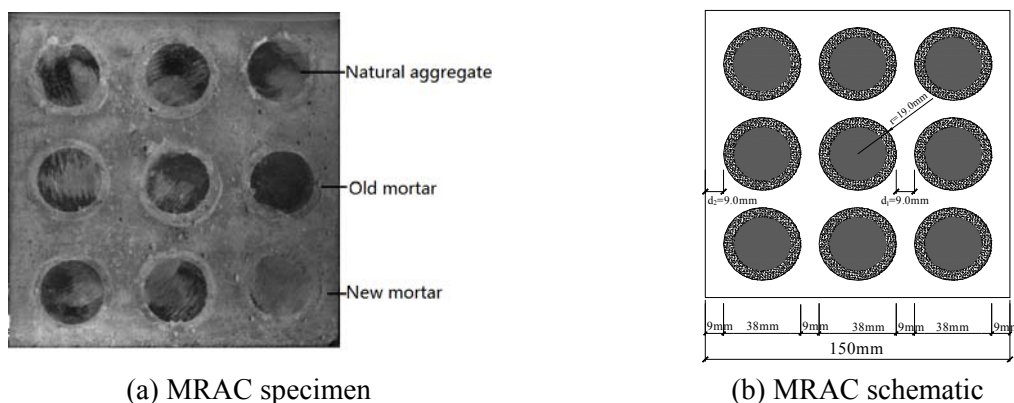 Natural aggregate
Old mortar
New mortar
(a) MRAC specimen
r=19.0mm
d₂=9.0mm
d₁=9.0mm
9mm 38mm 9mm 38mm 9mm 38mm 9mm
150mm
(b) MRAC schematic